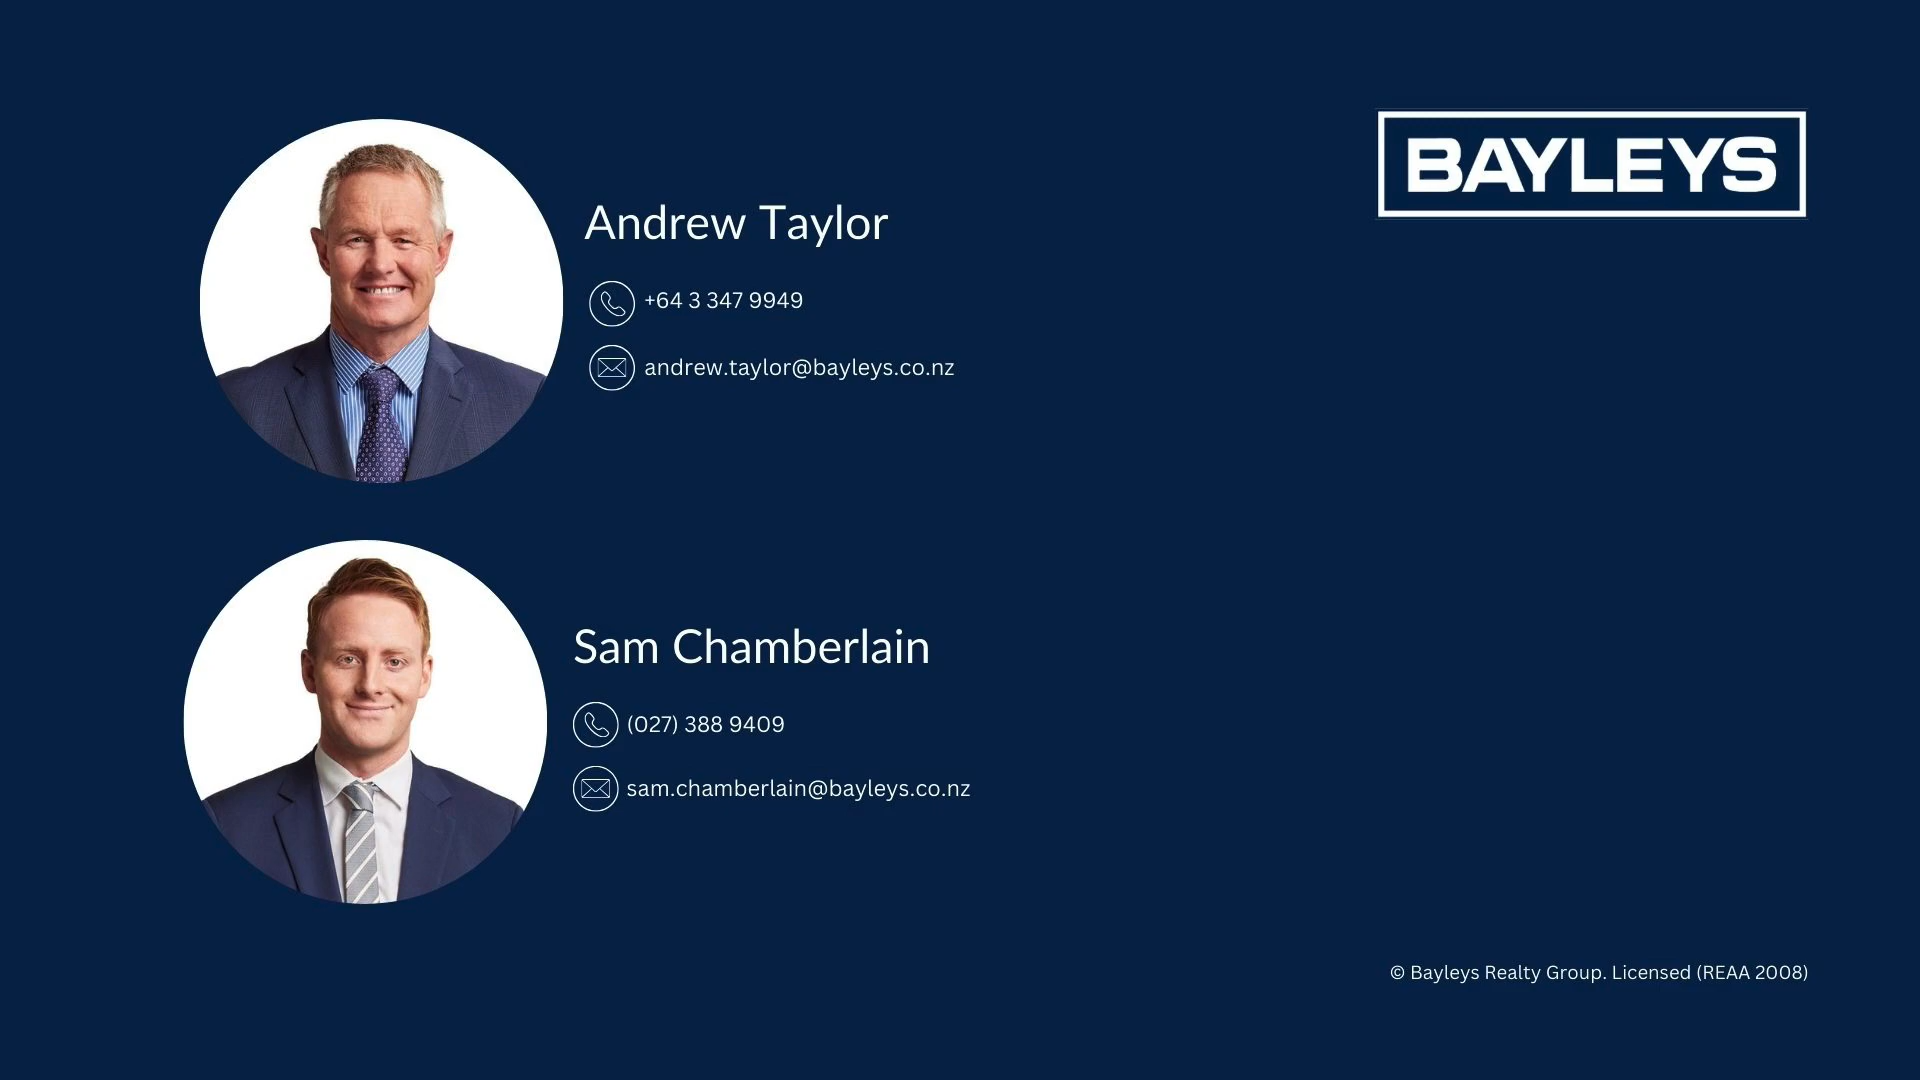 BAYLEYS
Andrew Taylor
+64 3 347 9949
andrew.taylor@bayleys.co.nz
Sam Chamberlain
(027) 388 9409
sam.chamberlain@bayleys.co.nz
© Bayleys Realty Group. Licensed (REAA 2008)